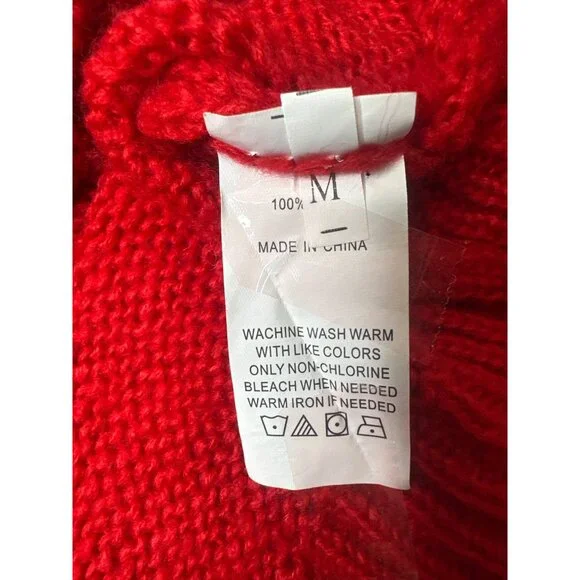 M
100%
MADE IN CHINA
WACHINE WASH WARM
WITH LIKE COLORS
ONLY NON-CHLORINE
BLEACH WHEN NEEDED
WARM IRON IF NEEDED